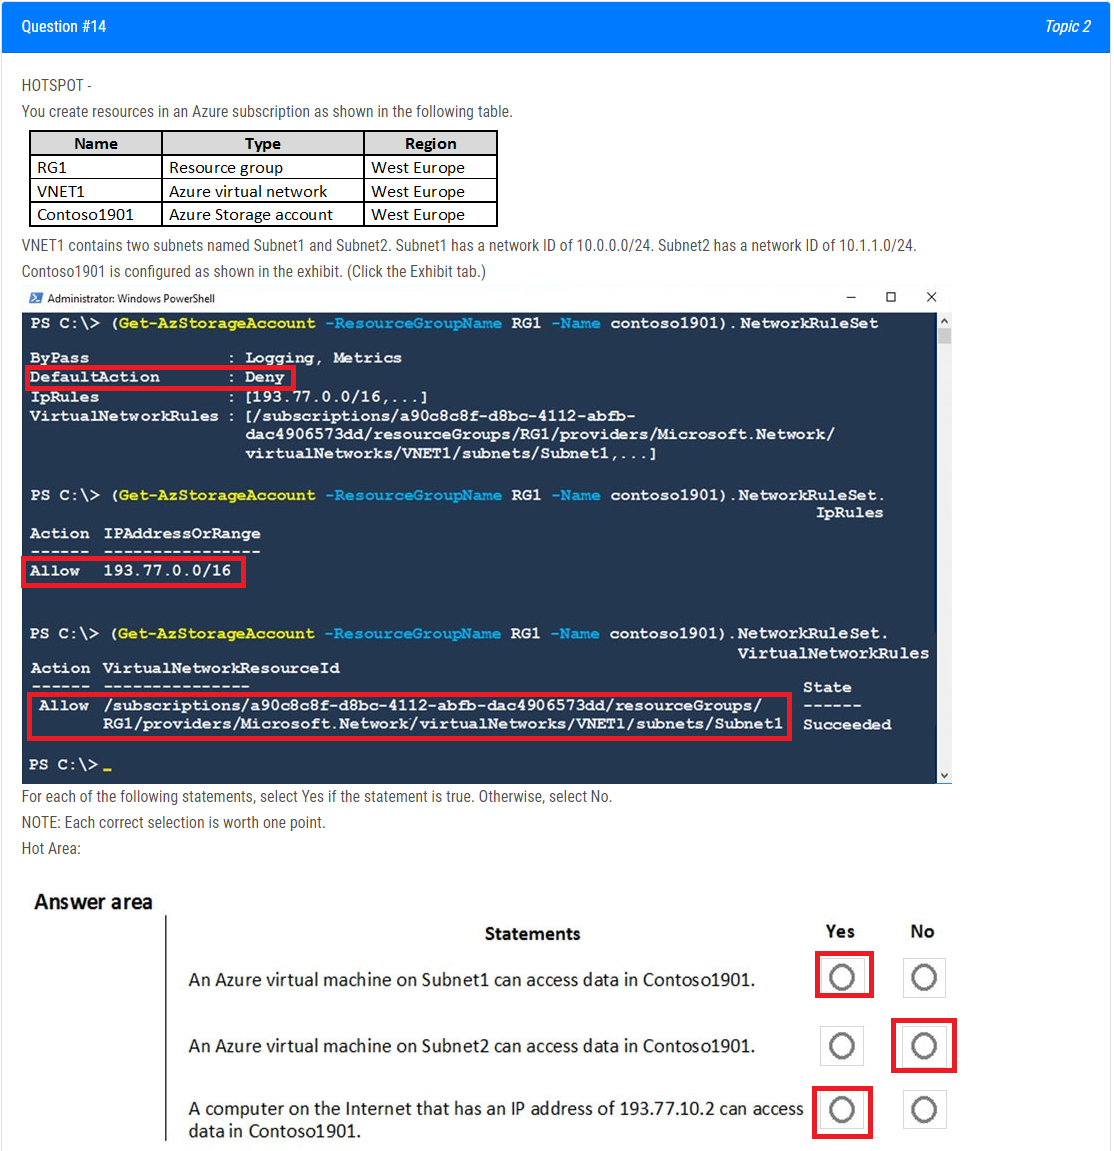 Question #14
Topic 2
HOTSPOT -
You create resources in an Azure subscription as shown in the following table.
Name Type Region
RG1 Resource group West Europe
VNET1 Azure virtual network West Europe
Contoso1901 Azure Storage account West Europe
VNET1 contains two subnets named Subnet1 and Subnet2. Subnet1 has a network ID of 10.0.0.0/24. Subnet2 has a network ID of 10.1.1.0/24.
Contoso1901 is configured as shown in the exhibit. (Click the Exhibit tab.)
Administrator: Windows PowerShell
PS C:\> (Get-AzStorageAccount -ResourceGroupName RG1 -Name contoso1901).NetworkRuleSet
ByPass : Logging, Metrics
DefaultAction : Deny
IpRules : [193.77.0.0/16,...]
VirtualNetworkRules : [/subscriptions/a90c8c8f-d8bc-4112-abfb-
dac4906573dd/resourceGroups/RG1/providers/Microsoft.Network/
virtualNetworks/VNET1/subnets/Subnet1,...]
PS C:\> (Get-AzStorageAccount -ResourceGroupName RG1 -Name contoso1901).NetworkRuleSet.
IpRules
Action IPAddressOrRange
------ ----------------
Allow 193.77.0.0/16
PS C:\> (Get-AzStorageAccount -ResourceGroupName RG1 -Name contoso1901).NetworkRuleSet.
VirtualNetworkRules
Action VirtualNetworkResourceId State
------ --------------- ------
Allow /subscriptions/a90c8c8f-d8bc-4112-abfb-dac4906573dd/resourceGroups/
RG1/providers/Microsoft.Network/virtualNetworks/VNET1/subnets/Subnet1 Succeeded
PS C:\>_
For each of the following statements, select Yes if the statement is true. Otherwise, select No.
NOTE: Each correct selection is worth one point.
Hot Area:
Answer area
Statements Yes No
An Azure virtual machine on Subnet1 can access data in Contoso1901.
An Azure virtual machine on Subnet2 can access data in Contoso1901.
A computer on the Internet that has an IP address of 193.77.10.2 can access
data in Contoso1901.